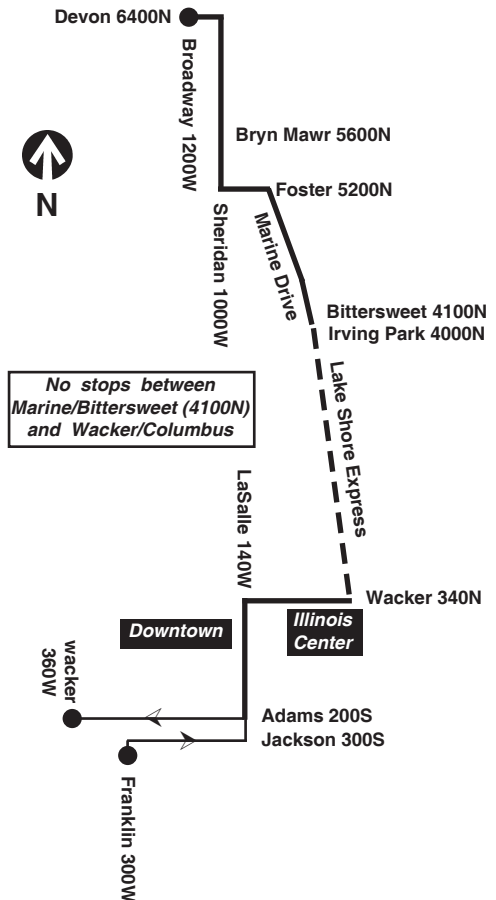 Devon 6400N
Broadway 1200W
Bryn Mawr 5600N
N
Foster 5200N
Sheridan 1000W
Marine Drive
Bittersweet 4100N
Irving Park 4000N
No stops between
Marine/Bittersweet (4100N)
and Wacker/Columbus
Lake Shore Express
LaSalle 140W
Wacker 340N
Downtown
Illinois
Center
wacker
360W
Adams 200S
Jackson 300S
Franklin 300W